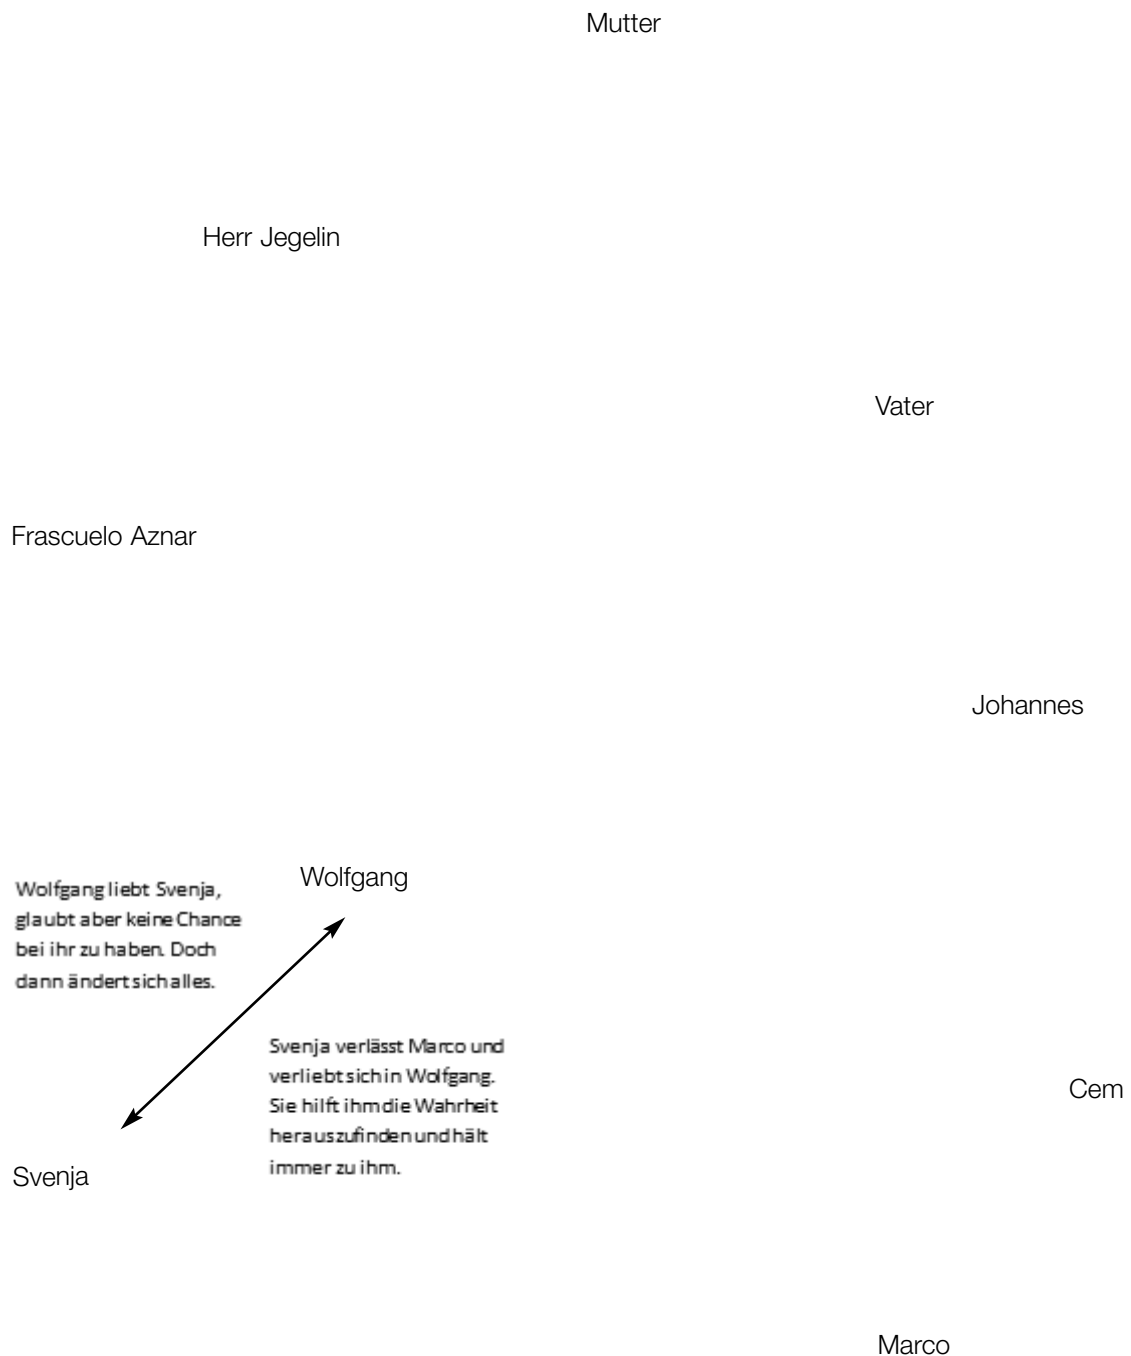 Mutter
Herr Jegelin
Vater
Frascuelo Aznar
Johannes
Wolfgang
Wolfgang liebt Svenja,
glaubt aber keine Chance
bei ihr zu haben. Doch
dann ändert sich alles.
Svenja verlässt Marco und
verliebt sich in Wolfgang.
Sie hilft ihm die Wahrheit
herauszufinden und hält
immer zu ihm.
Cem
Svenja
Marco